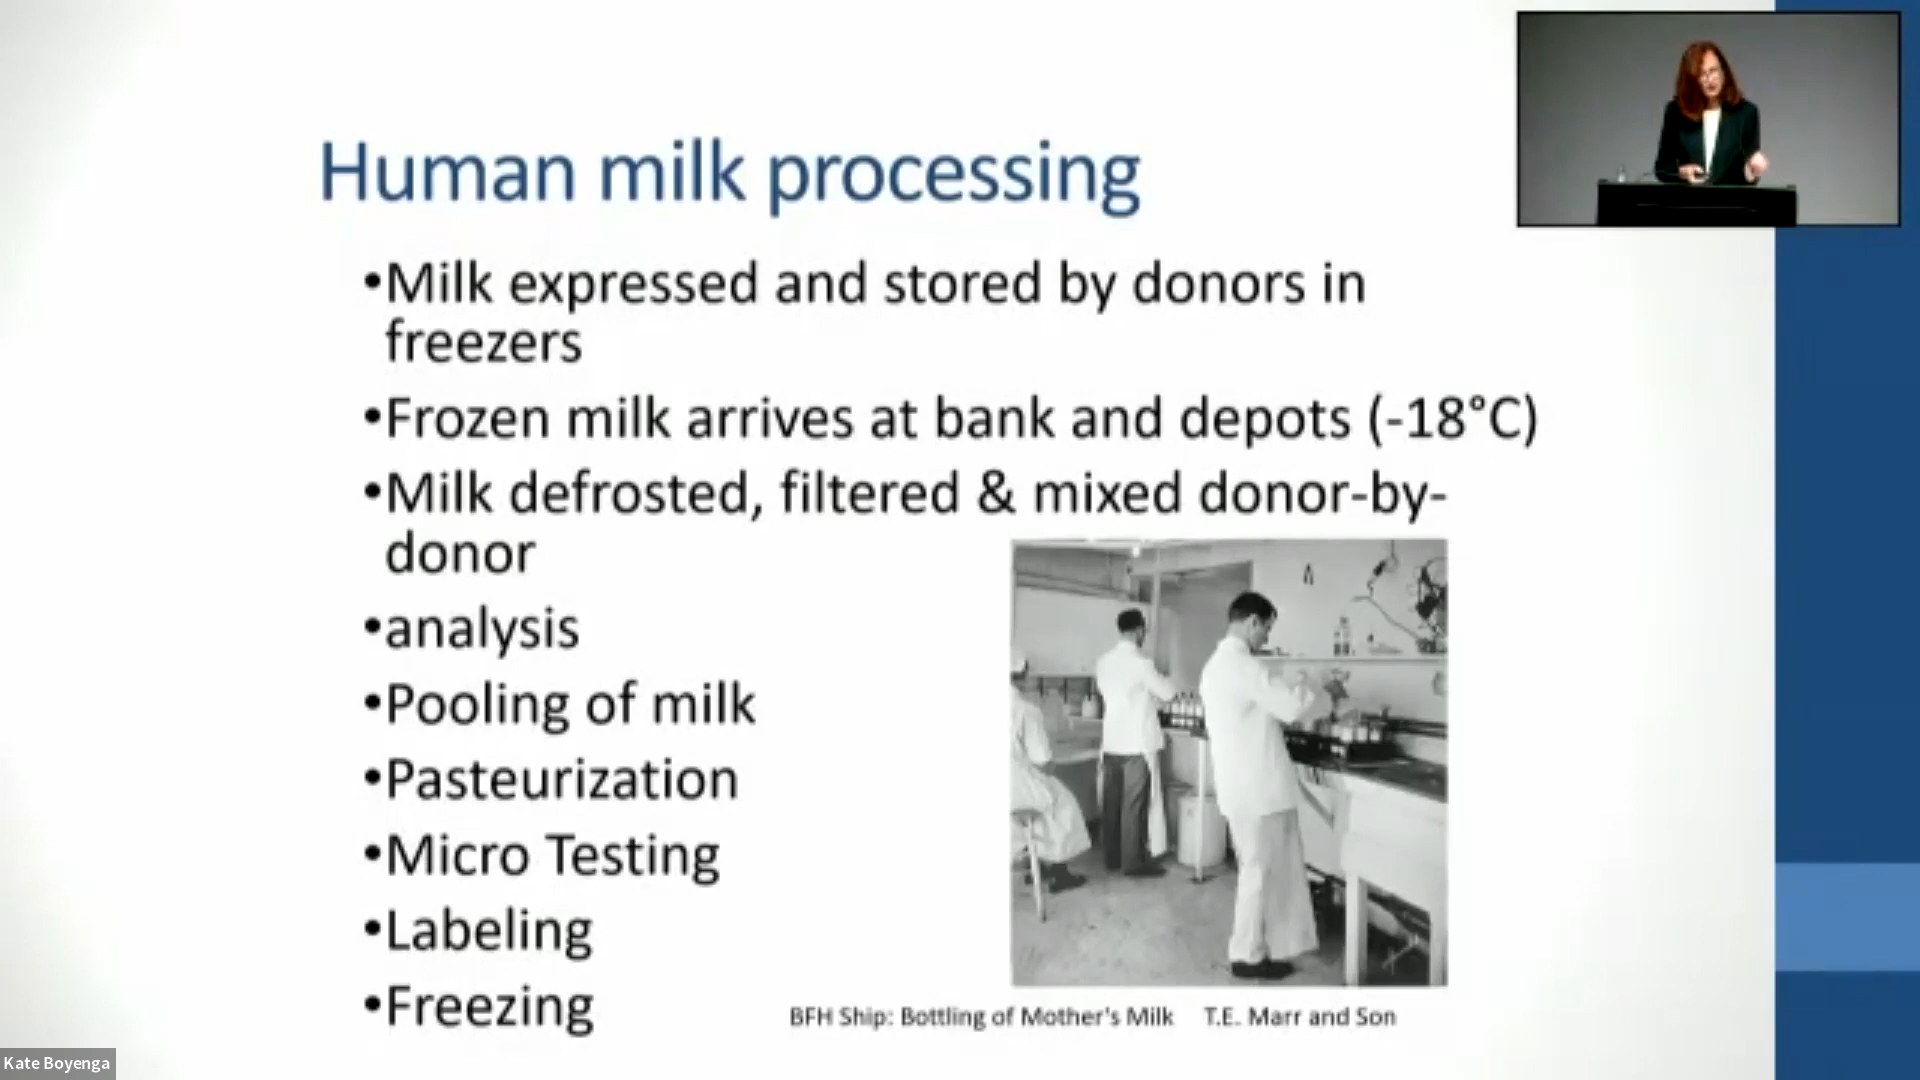 Human milk processing
•Milk expressed and stored by donors in
freezers
•Frozen milk arrives at bank and depots (-18°C)
•Milk defrosted, filtered & mixed donor-by-
donor
•analysis
•Pooling of milk
•Pasteurization
•Micro Testing
•Labeling
•Freezing
BFH Ship: Bottling of Mother's Milk T.E. Marr and Son
Kate Boyenga